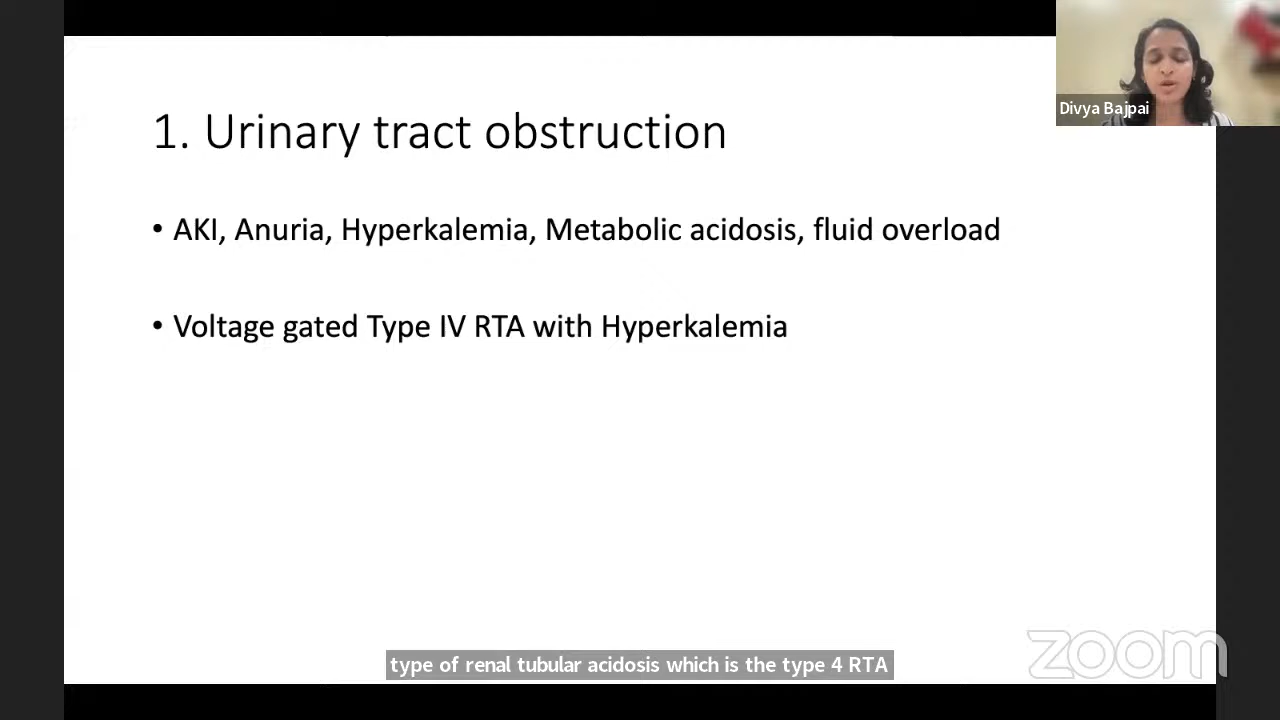 Divya Bajpai
1. Urinary tract obstruction
• AKI, Anuria, Hyperkalemia, Metabolic acidosis, fluid overload
• Voltage gated Type IV RTA with Hyperkalemia
type of renal tubular acidosis which is the type 4 RTA
zoom